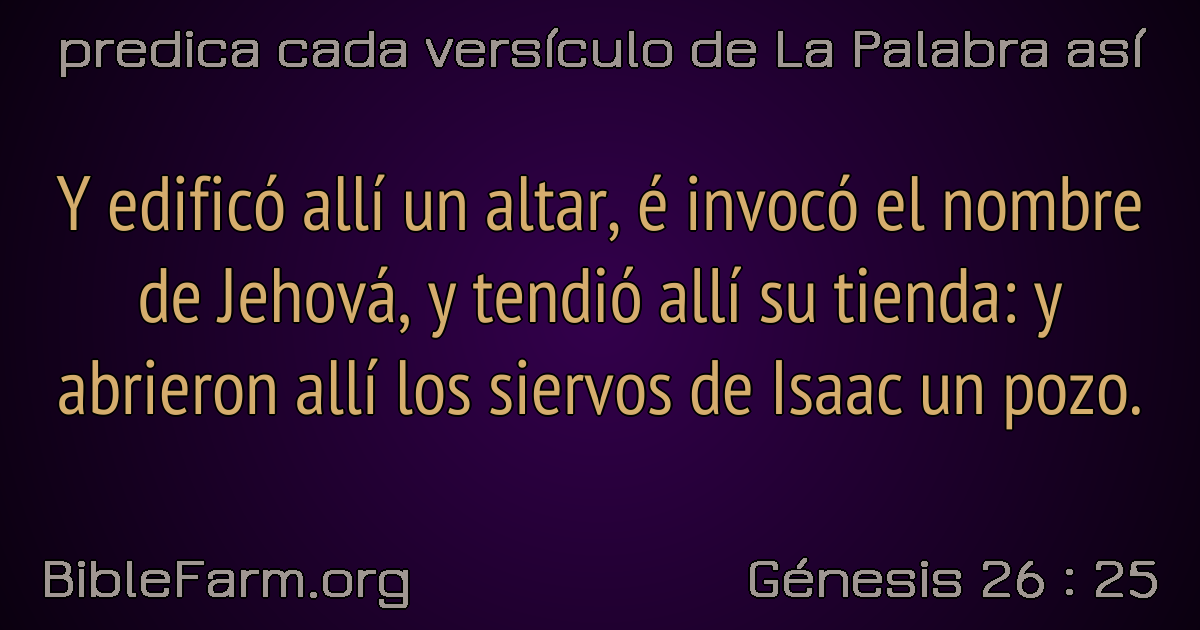 predica cada versículo de La Palabra así
Y edificó allí un altar, é invocó el nombre
de Jehová, y tendió allí su tienda: y
abrieron allí los siervos de Isaac un pozo.
BibleFarm.org
Génesis 26 : 25